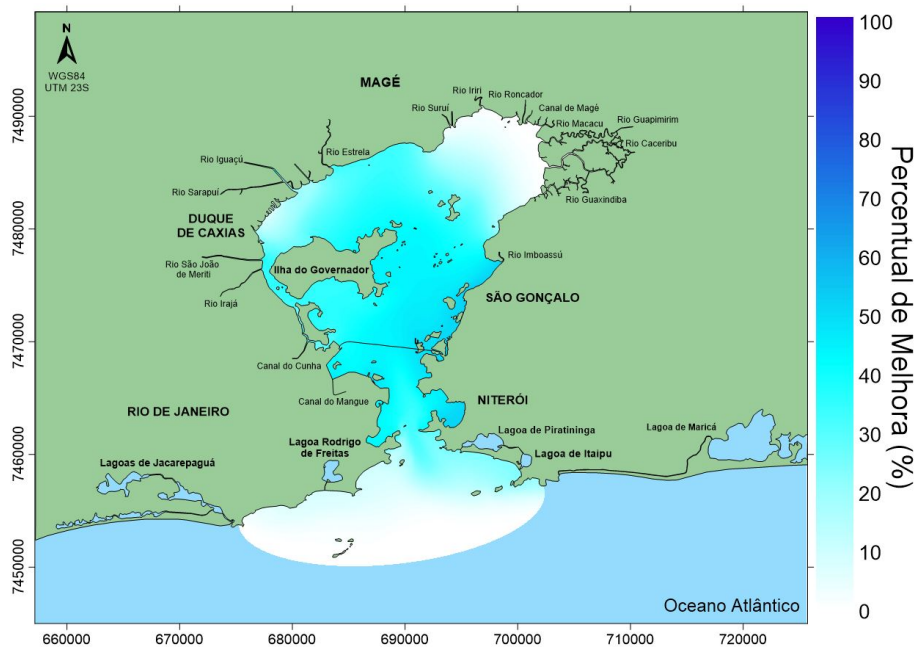 N
WGS84
UTM 23S
MAGÉ
Rio Iriri
Rio Roncador
Rio Suruí
Canal de Magé
Rio Macacu
Rio Guapimirim
Rio Caceribu
Rio Guaxindiba
Rio Estrela
Rio Iguaçú
Rio Sarapuí
DUQUE
DE CAXIAS
Rio São João
de Meriti
Ilha do Governador
Rio Imboassú
Rio Irajá
SÃO GONÇALO
Canal do Cunha
Canal do Mangue
RIO DE JANEIRO
NITERÓI
Lagoa de Piratininga
Lagoa de Maricá
Lagoa Rodrigo
de Freitas
Lagoa de Itaipu
Lagoas de Jacarepaguá
Oceano Atlântico
7490000
7480000
7470000
7460000
7450000
660000
670000
680000
690000
700000
710000
720000
100
90
80
70
60
50
40
30
20
10
0
Percentual de Melhora (%)